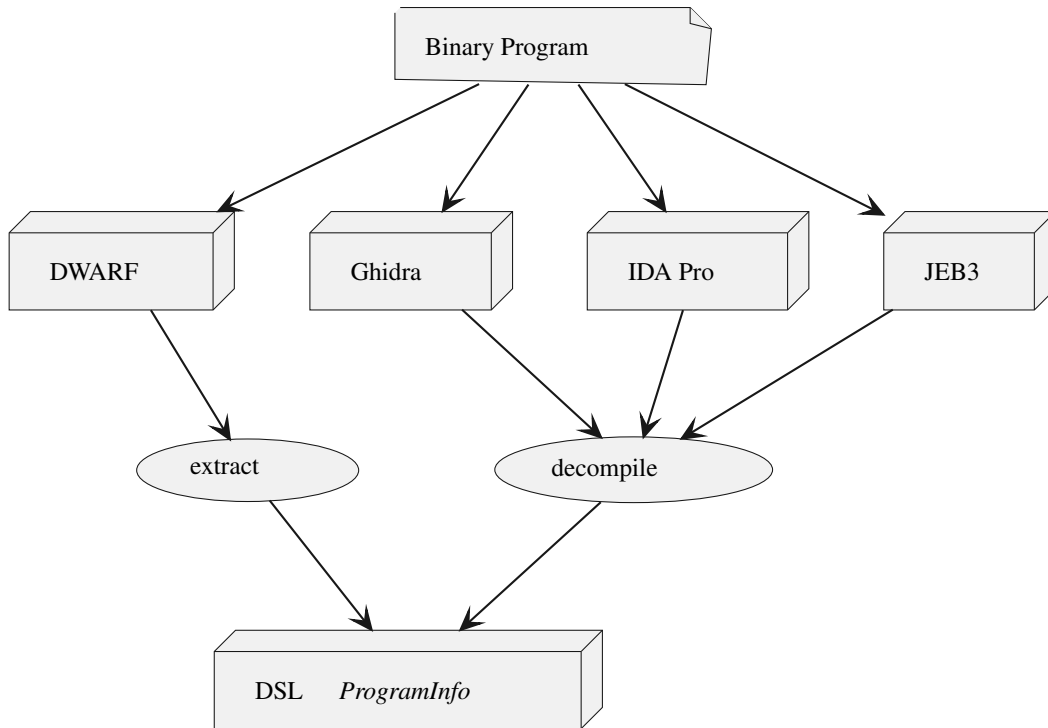 Binary Program
DWARF
Ghidra
IDA Pro
JEB3
extract
decompile
DSL ProgramInfo